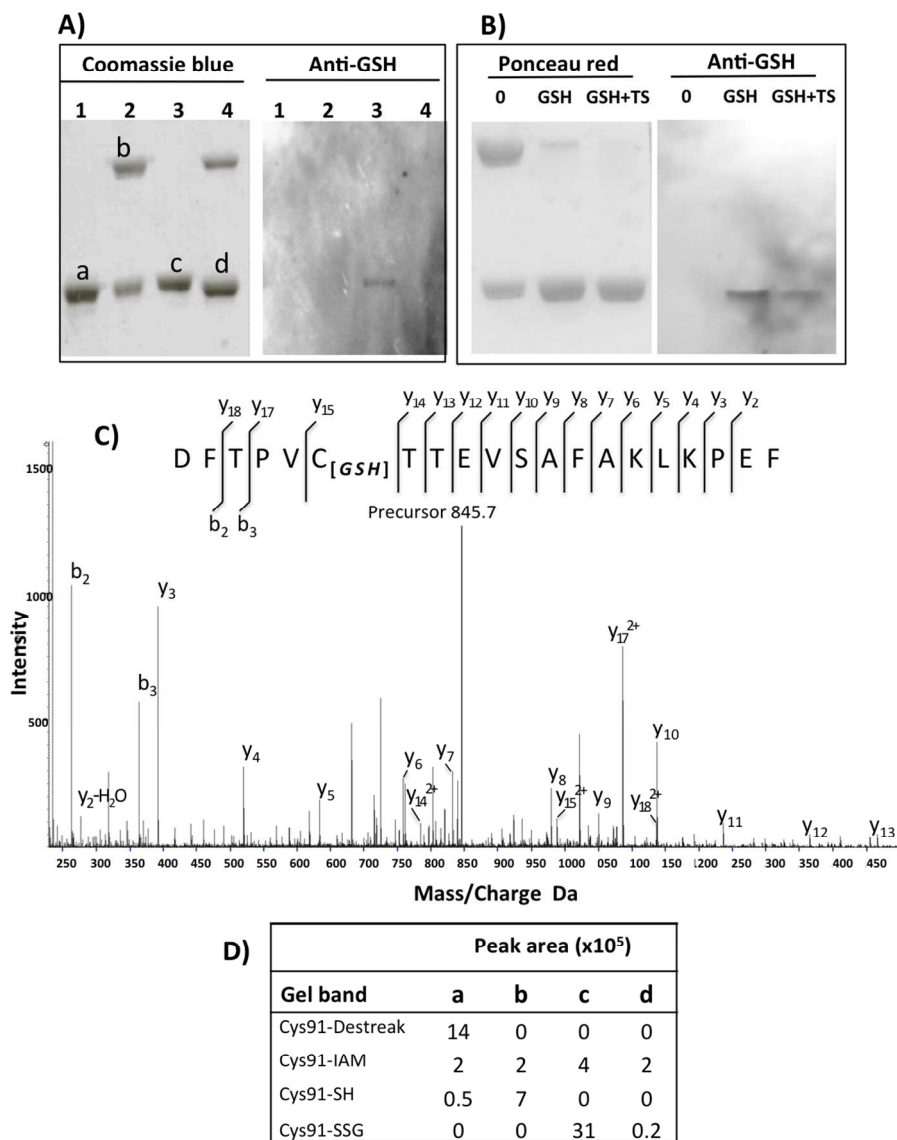 A)
B)
Coomassie blue
Anti-GSH
1 2 3 4
1 2 3 4
b
a
c
d
Ponceau red
Anti-GSH
0 GSH GSH+TS
0 GSH GSH+TS
C)
y18 y17 y15 y14 y13 y12 y11 y10 y9 y8 y7 y6 y5 y4 y3 y2
D F T P V C[GSH] T T E V S A F A K L K P E F
b2 b3
Precursor 845.7
1500
1000
500
Intensity
b2
y3
b3
y2-H2O
y4
y5
y6
y14 2+
y7
y8
y15 2+
y9
y17 2+
y10
y18 2+
y11
y12
y13
250 300 350 400 450 500 550 600 650 700 750 800 850 900 950 1000 050 100 150 1200 250 300 350 400 450
Mass/Charge Da
D)
Peak area (x10⁵)
Gel band a b c d
Cys91-Destreak 14 0 0 0
Cys91-IAM 2 2 4 2
Cys91-SH 0.5 7 0 0
Cys91-SSG 0 0 31 0.2